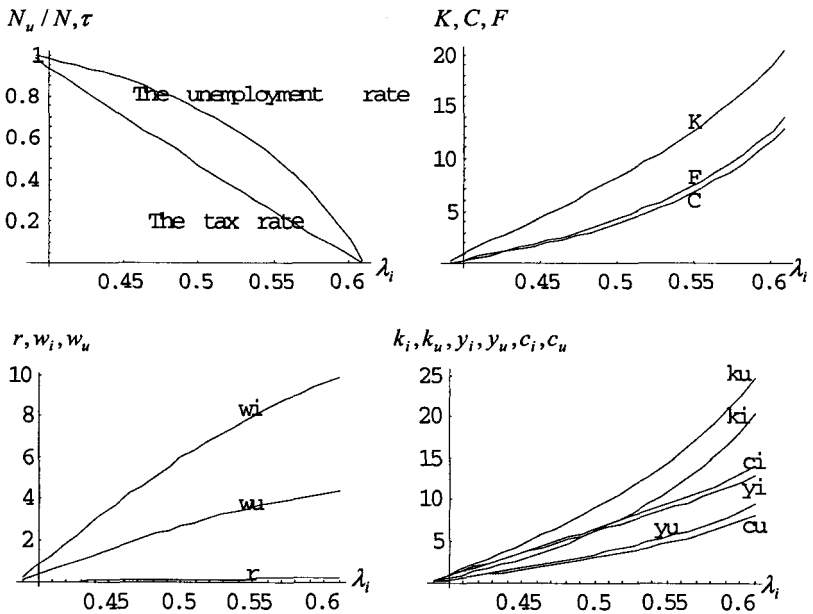 N_u / N, τ
1
0.8
0.6
0.4
0.2
The unemployment rate
The tax rate
0.45 0.5 0.55 0.6 λ_i
K, C, F
20
15
10
5
K
F
C
0.45 0.5 0.55 0.6 λ_i
r, w_i, w_u
10
8
6
4
2
wi
wu
r
0.45 0.5 0.55 0.6 λ_i
k_i, k_u, y_i, y_u, c_i, c_u
25
20
15
10
5
ku
ki
ci
yi
yu
cu
0.45 0.5 0.55 0.6 λ_i